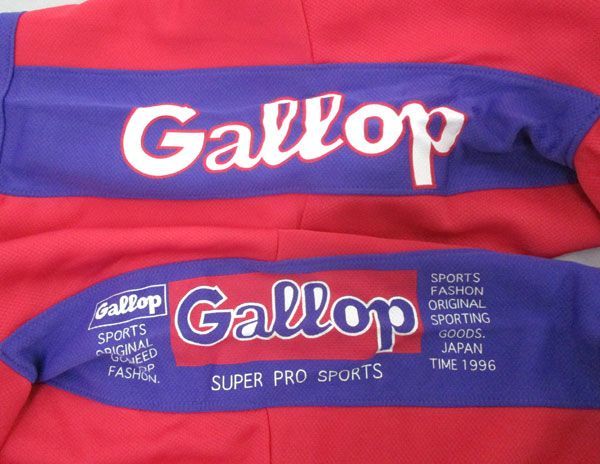 Gallop
Gallop
SPORTS
ORIGINAL
FASHON.
Gallop
SUPER PRO SPORTS
SPORTS
FASHON
ORIGINAL
SPORTING
GOODS.
JAPAN
TIME 1996